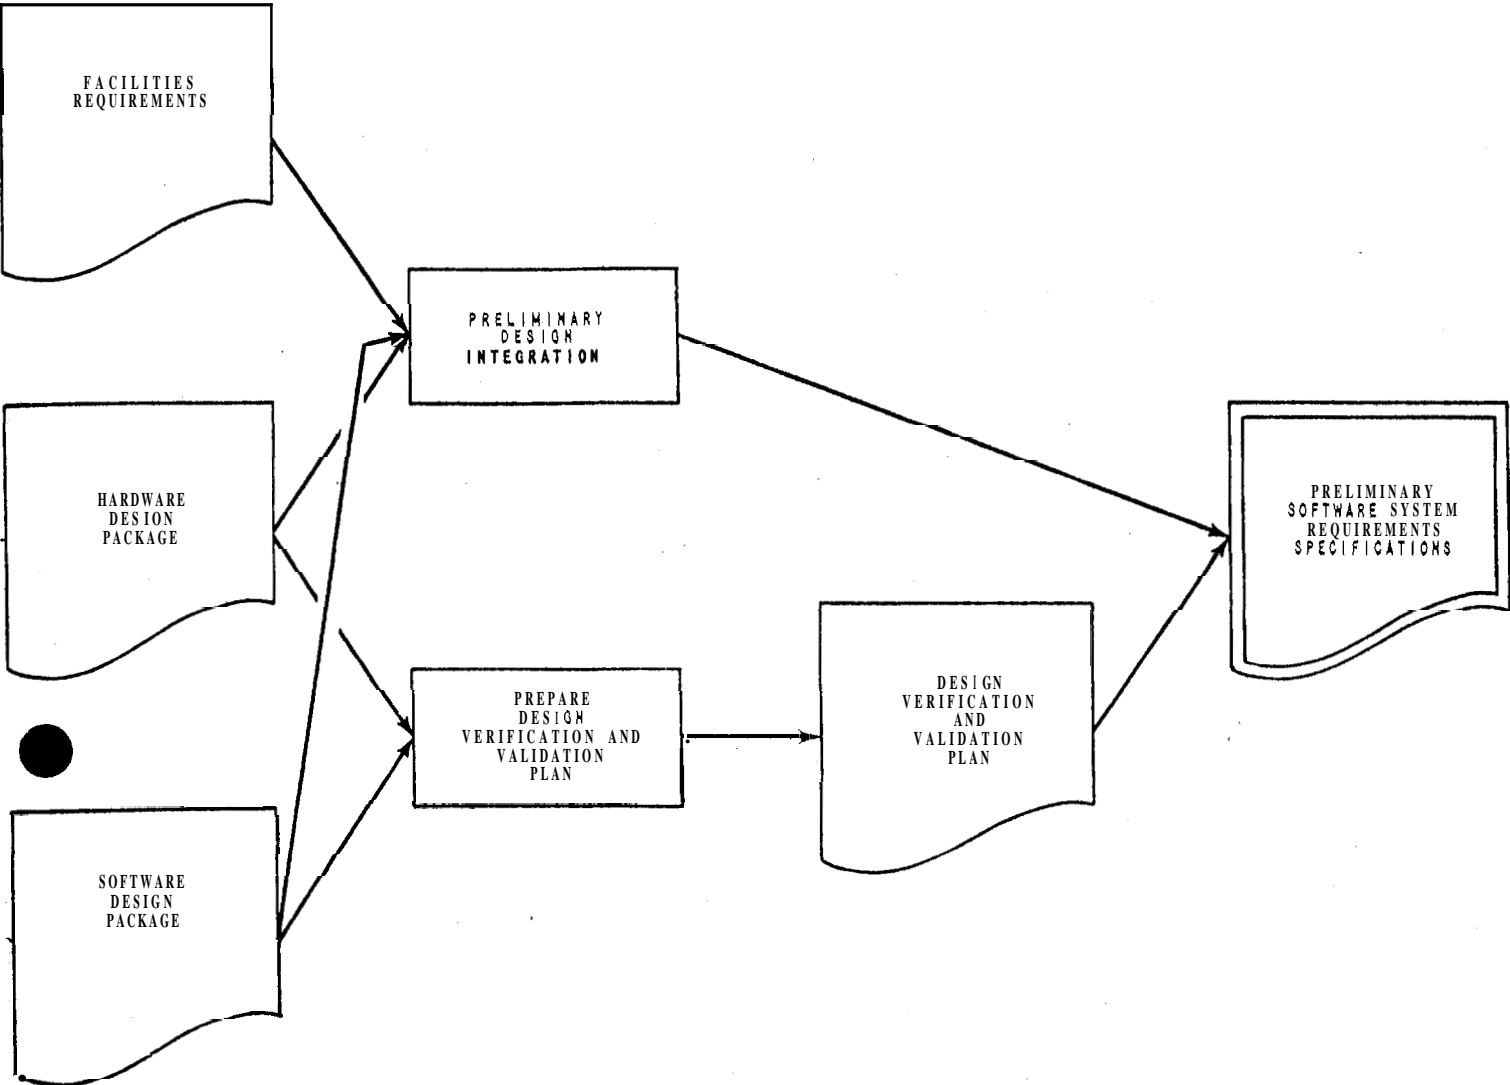 FACILITIES
REQUIREMENTS
PRELIMINARY
DESIGN
INTEGRATION
HARDWARE
DESIGN
PACKAGE
PRELIMINARY
SOFTWARE SYSTEM
REQUIREMENTS
SPECIFICATIONS
PREPARE
DESIGN
VERIFICATION AND
VALIDATION
PLAN
DESIGN
VERIFICATION
AND
VALIDATION
PLAN
SOFTWARE
DESIGN
PACKAGE